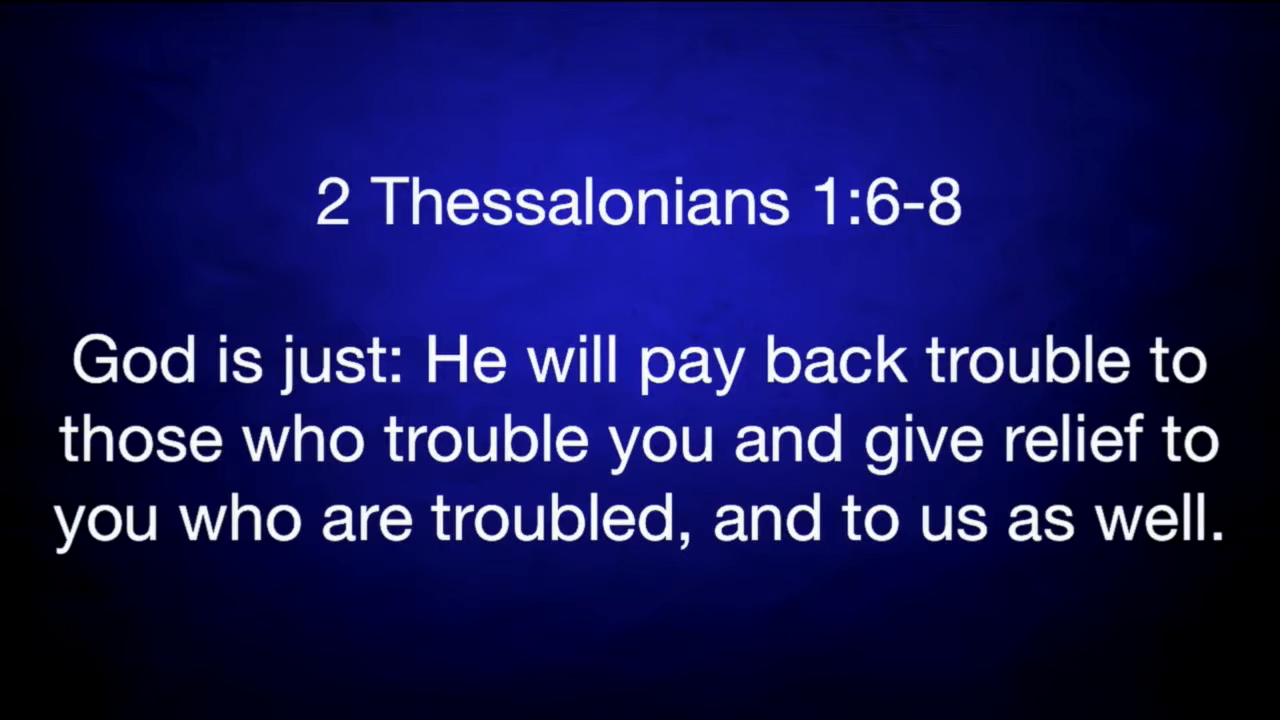 2 Thessalonians 1:6-8
God is just: He will pay back trouble to
those who trouble you and give relief to
you who are troubled, and to us as well.